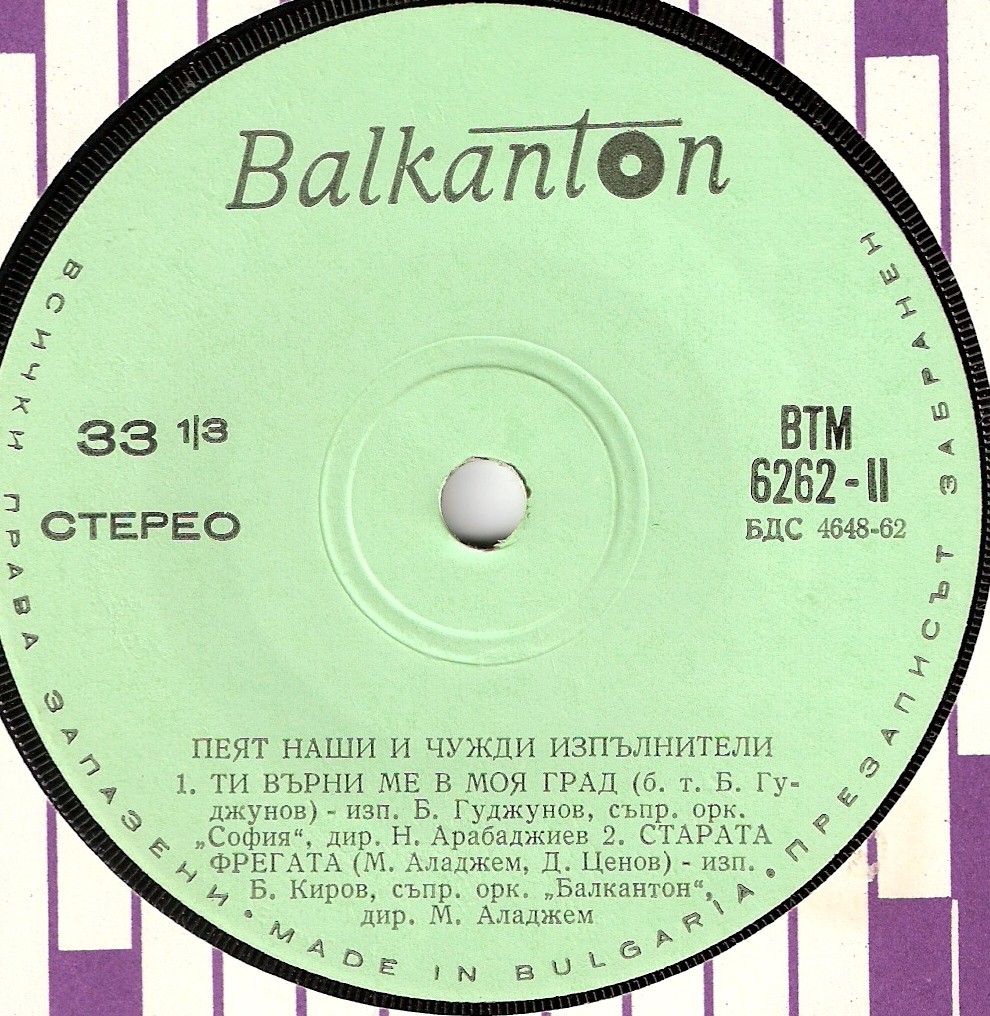 Balkanton
33 1/3
СТЕРЕО
ВТМ
6262-II
БДС 4648-62
ПЕЯТ НАШИ И ЧУЖДИ ИЗПЪЛНИТЕЛИ
1. ТИ ВЪРНИ МЕ В МОЯ ГРАД (б. т. Б. Гу-
джунов) - изп. Б. Гуджунов, съпр. орк.
„София“, дир. Н. Арабаджиев 2. СТАРАТА
ФРЕГАТА (М. Аладжем, Д. Ценов) - изп.
Б. Киров, съпр. орк. „Балкантон“,
дир. М. Аладжем
ВСИЧКИ ПРАВА ЗАПАЗЕНИ • MADE IN BULGARIA • ПРЕЗАПИСЪТ ЗАБРАНЕН